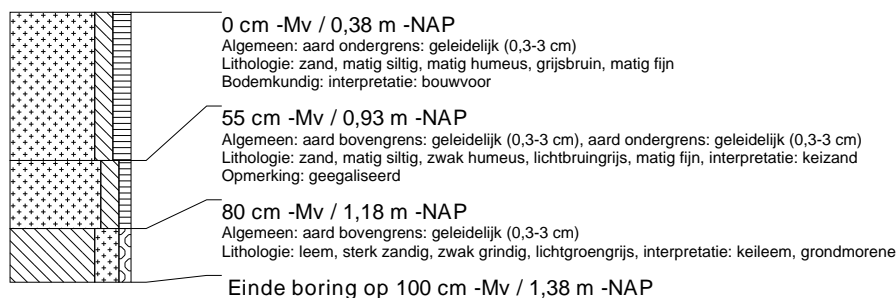 0 cm -Mv / 0,38 m -NAP
Algemeen: aard ondergrens: geleidelijk (0,3-3 cm)
Lithologie: zand, matig siltig, matig humeus, grijsbruin, matig fijn
Bodemkundig: interpretatie: bouwvoor
55 cm -Mv / 0,93 m -NAP
Algemeen: aard bovengrens: geleidelijk (0,3-3 cm), aard ondergrens: geleidelijk (0,3-3 cm)
Lithologie: zand, matig siltig, zwak humeus, lichtbruingrijs, matig fijn, interpretatie: keizand
Opmerking: geegaliseerd
80 cm -Mv / 1,18 m -NAP
Algemeen: aard bovengrens: geleidelijk (0,3-3 cm)
Lithologie: leem, sterk zandig, zwak grindig, lichtgroengrijs, interpretatie: keileem, grondmorene
Einde boring op 100 cm -Mv / 1,38 m -NAP